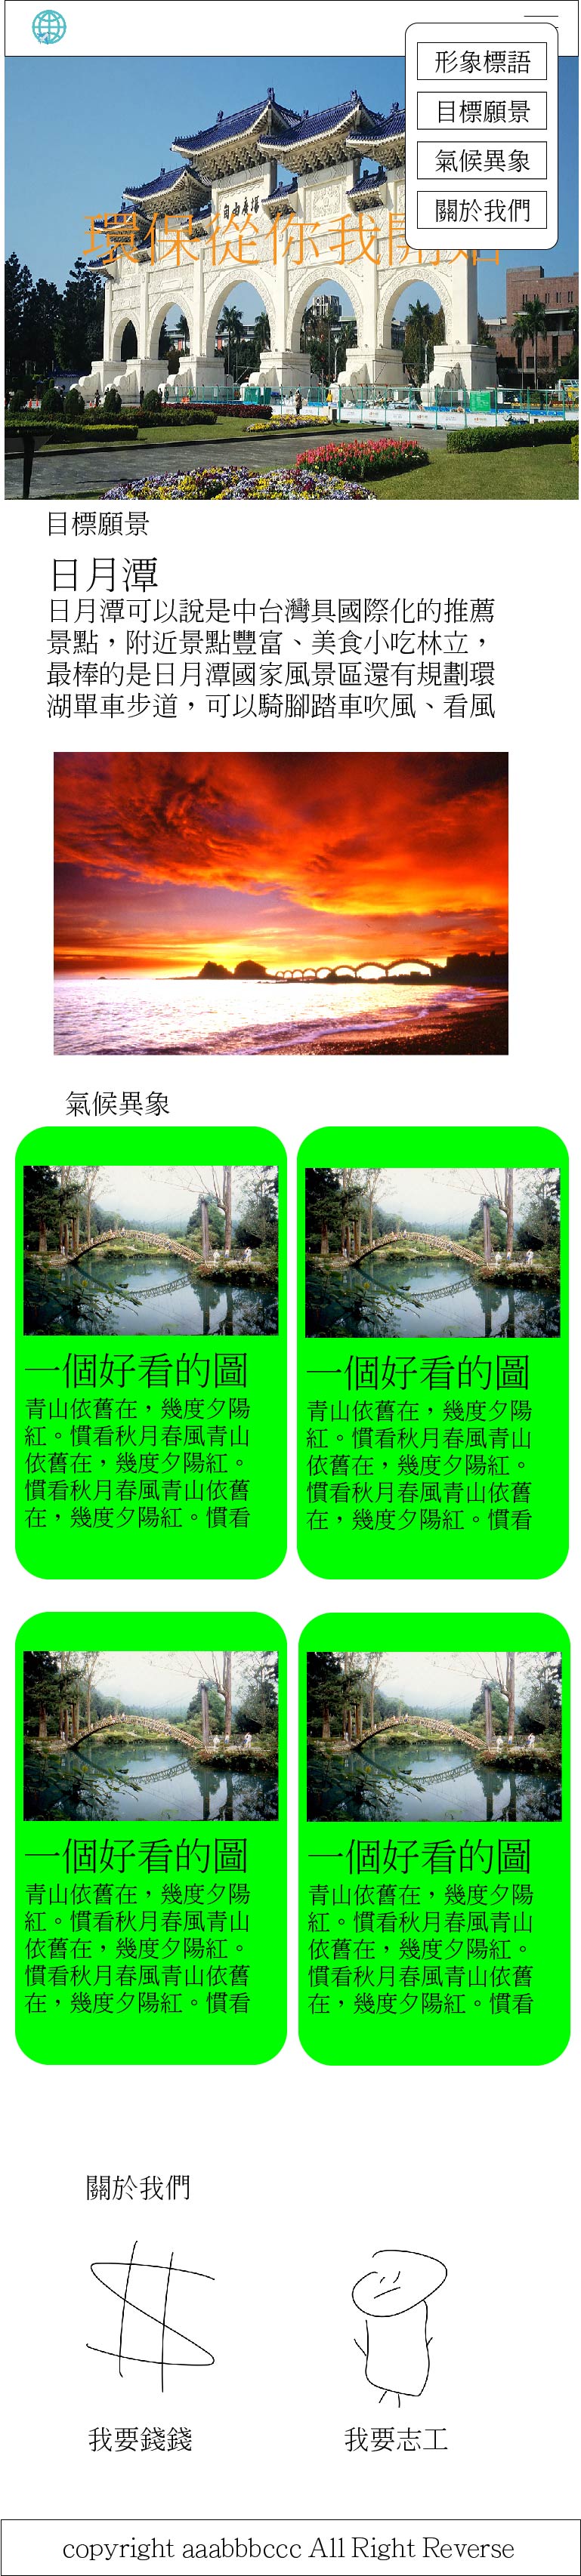 形象標語
目標願景
氣候異象
關於我們
自由廣場
環保從你我開始
目標願景
日月潭
日月潭可以說是中台灣具國際化的推薦
景點，附近景點豐富、美食小吃林立，
最棒的是日月潭國家風景區還有規劃環
湖單車步道，可以騎腳踏車吹風、看風
氣候異象
一個好看的圖
青山依舊在，幾度夕陽
紅。慣看秋月春風青山
依舊在，幾度夕陽紅。
慣看秋月春風青山依舊
在，幾度夕陽紅。慣看
一個好看的圖
青山依舊在，幾度夕陽
紅。慣看秋月春風青山
依舊在，幾度夕陽紅。
慣看秋月春風青山依舊
在，幾度夕陽紅。慣看
一個好看的圖
青山依舊在，幾度夕陽
紅。慣看秋月春風青山
依舊在，幾度夕陽紅。
慣看秋月春風青山依舊
在，幾度夕陽紅。慣看
一個好看的圖
青山依舊在，幾度夕陽
紅。慣看秋月春風青山
依舊在，幾度夕陽紅。
慣看秋月春風青山依舊
在，幾度夕陽紅。慣看
關於我們
我要錢錢
我要志工
copyright aaabbbccc All Right Reverse